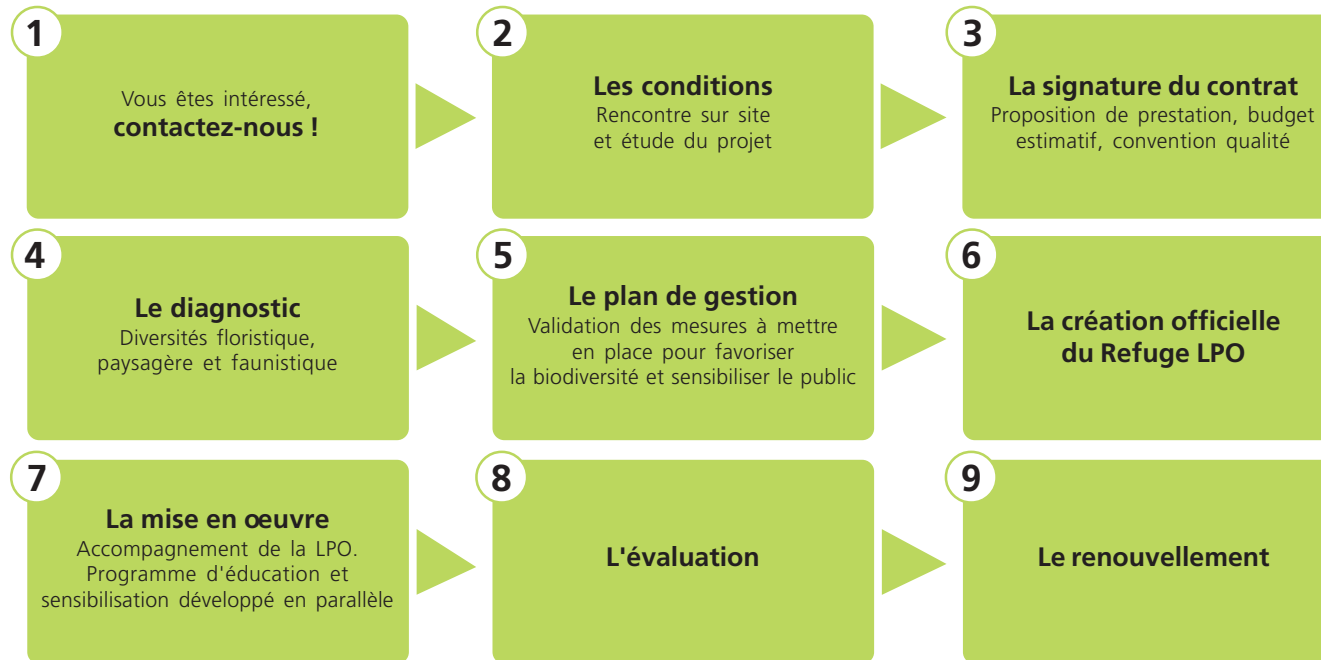 1
Vous êtes intéressé,
contactez-nous !
2
Les conditions
Rencontre sur site
et étude du projet
3
La signature du contrat
Proposition de prestation, budget
estimatif, convention qualité
4
Le diagnostic
Diversités floristique,
paysagère et faunistique
5
Le plan de gestion
Validation des mesures à mettre
en place pour favoriser
la biodiversité et sensibiliser le public
6
La création officielle
du Refuge LPO
7
La mise en œuvre
Accompagnement de la LPO.
Programme d'éducation et
sensibilisation développé en parallèle
8
L'évaluation
9
Le renouvellement